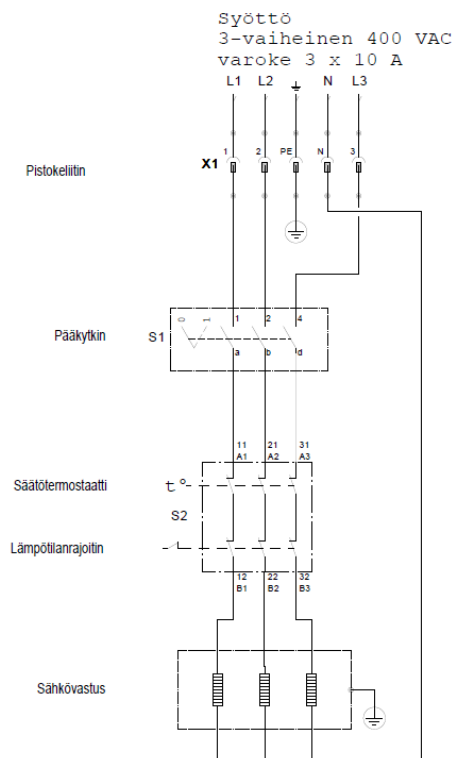 Syöttö
3-vaiheinen 400 VAC
varoke 3 x 10 A
L1 L2 N L3
1 2 PE N 3
X1
Pistokeliitin
0 1 1 2 4
Pääkytkin S1
a b d
11 21 31
A1 A2 A3
Säätötermostaatti t°
S2
Lämpötilanrajoitin
12 22 32
B1 B2 B3
Sähkövastus